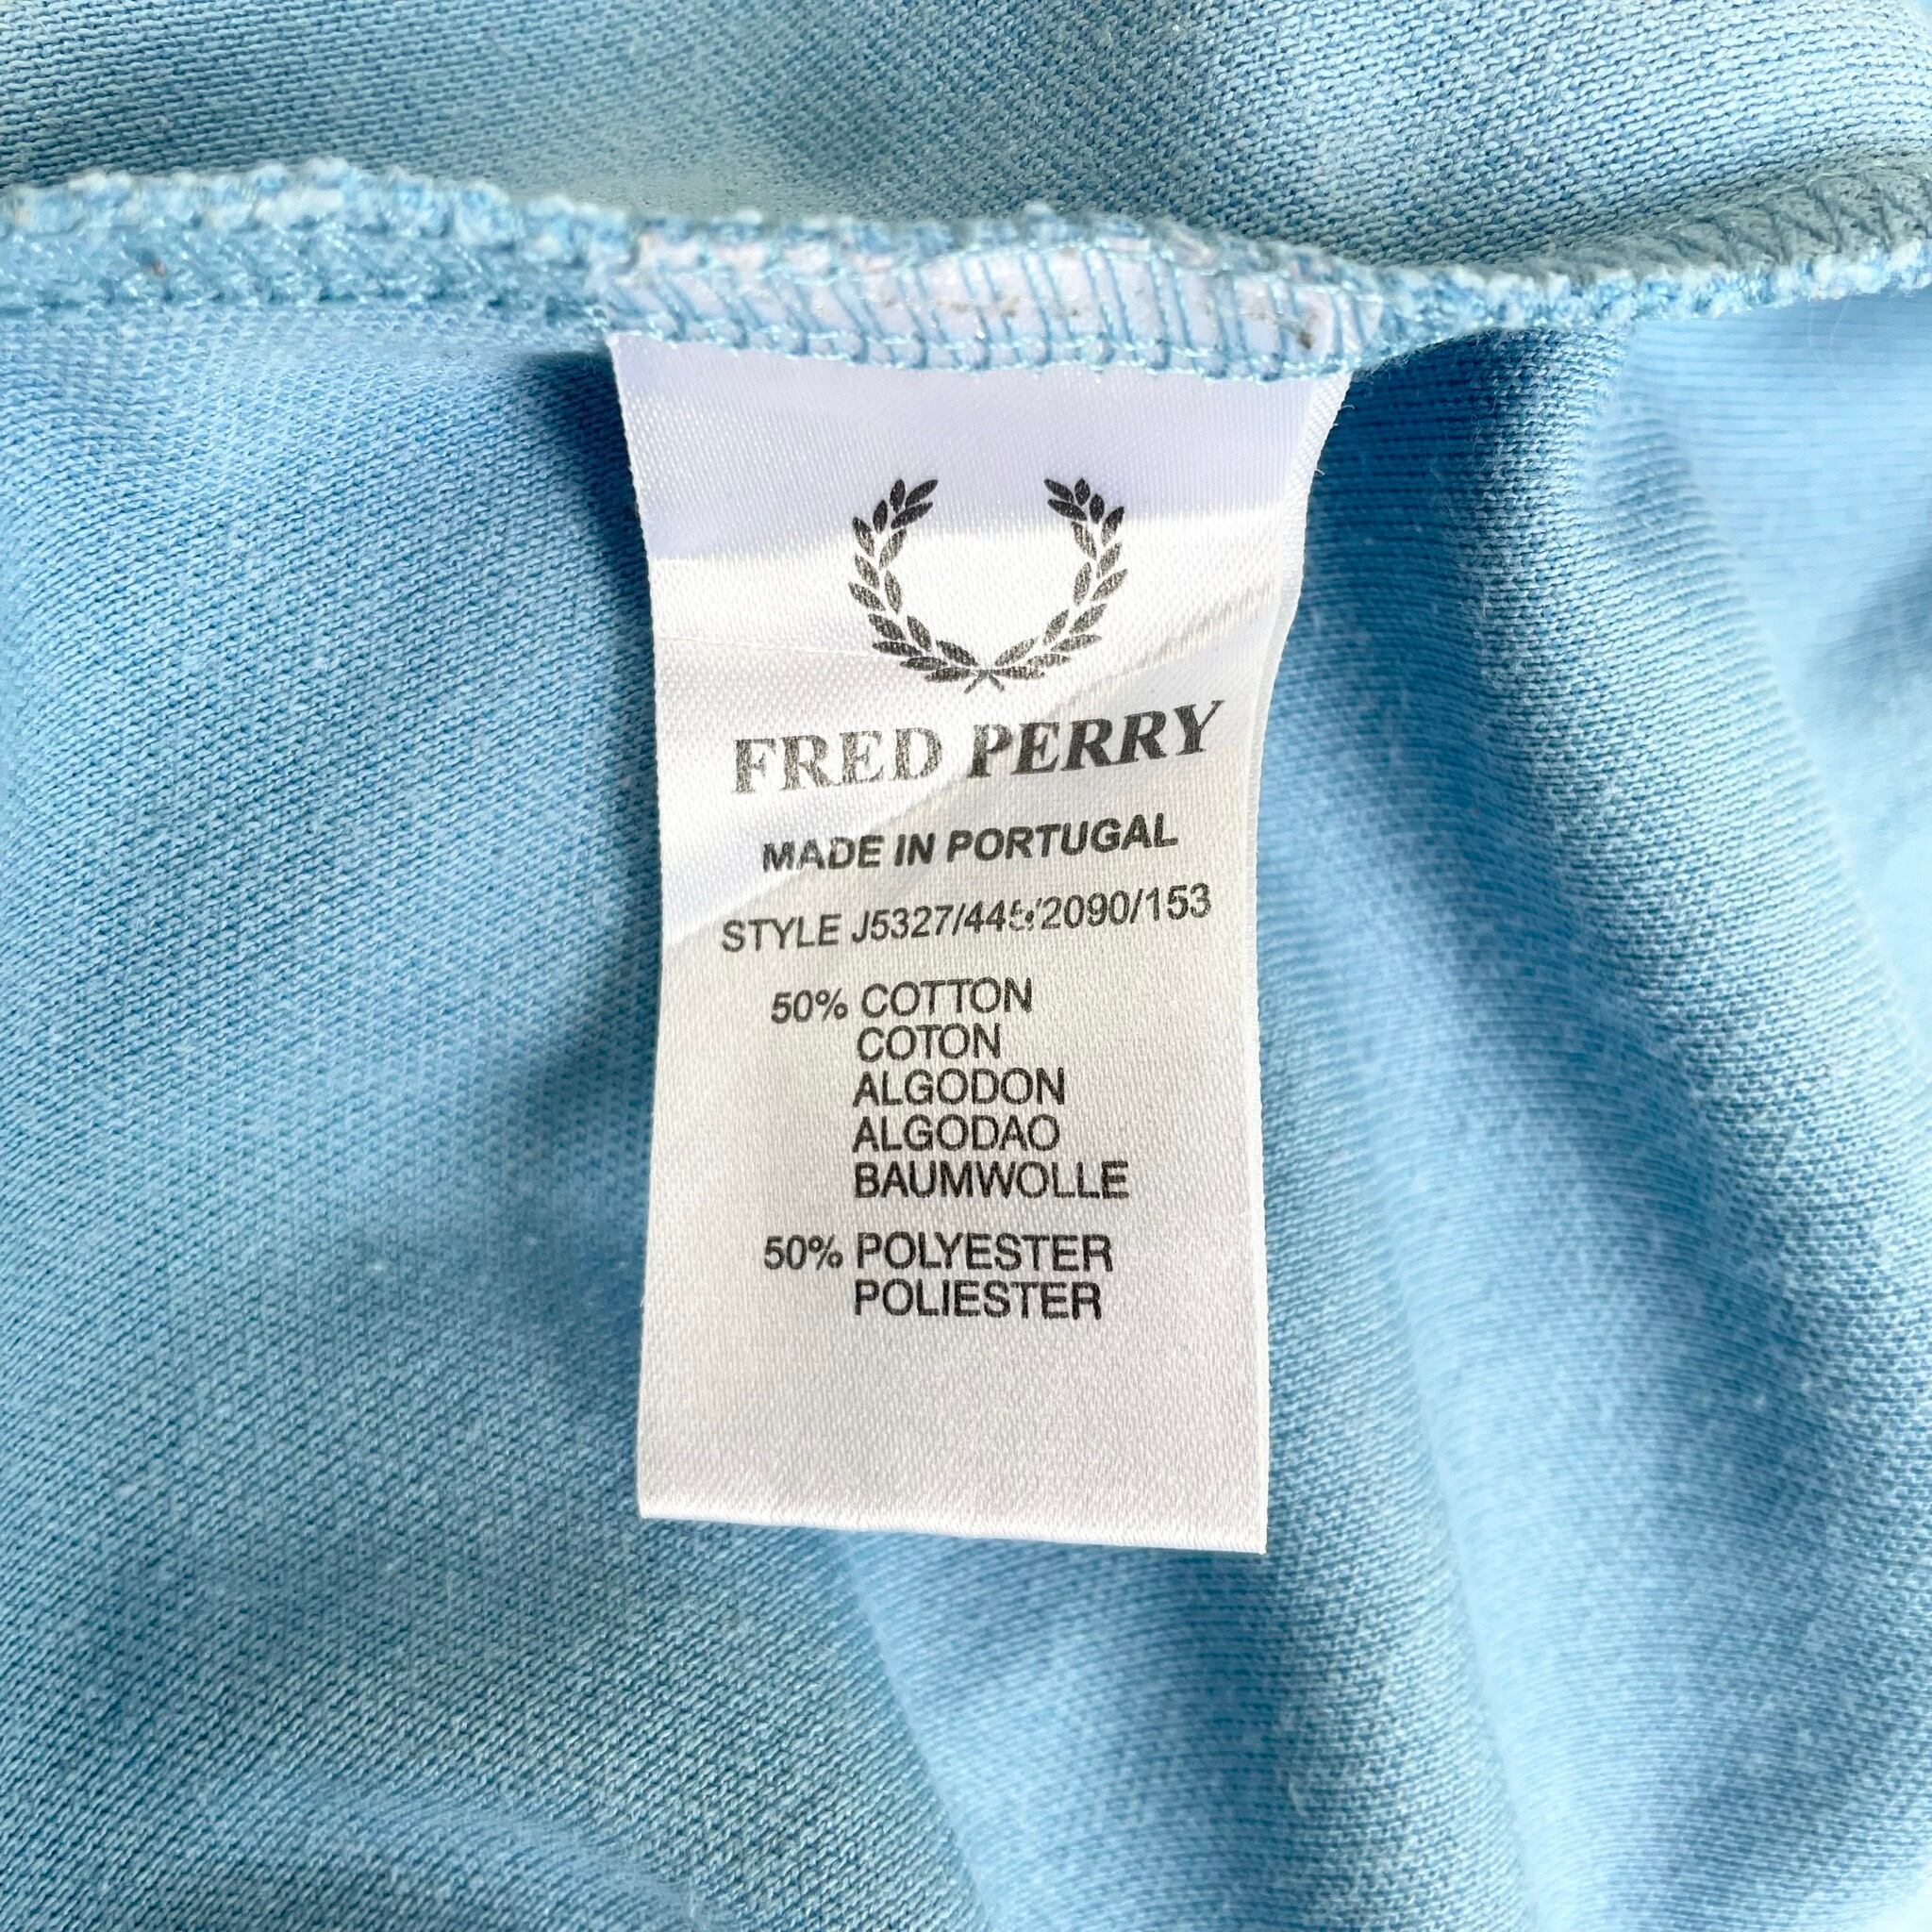 FRED PERRY
MADE IN PORTUGAL
STYLE J5327/445/2090/153
50% COTTON
COTON
ALGODON
ALGODAO
BAUMWOLLE
50% POLYESTER
POLIESTER